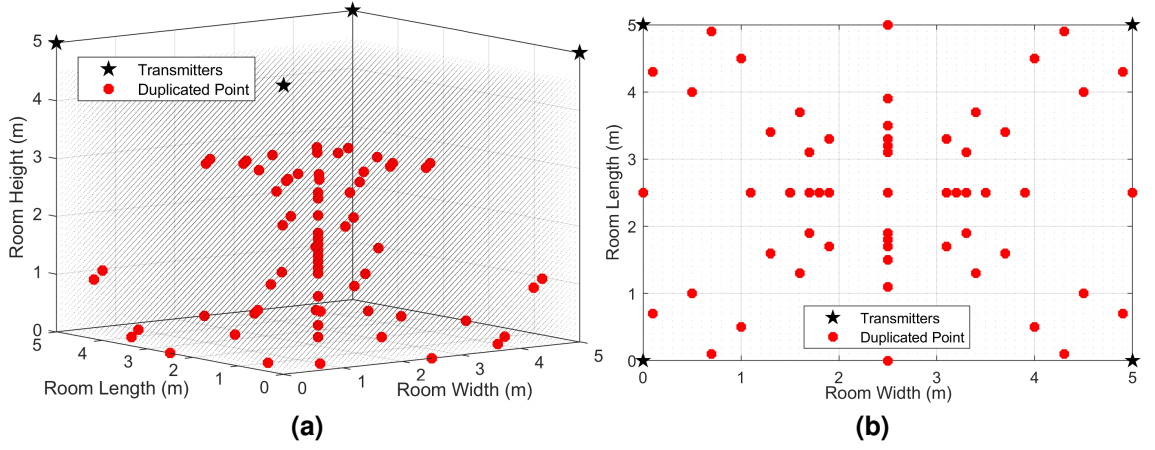 5
4
3
2
1
0
Room Height (m)
Transmitters
Duplicated Point
5
4
3
2
1
0
Room Length (m)
0
1
2
3
4
5
Room Width (m)
(a)
5
4
3
2
1
0
Room Length (m)
Transmitters
Duplicated Point
0
1
2
3
4
5
Room Width (m)
(b)